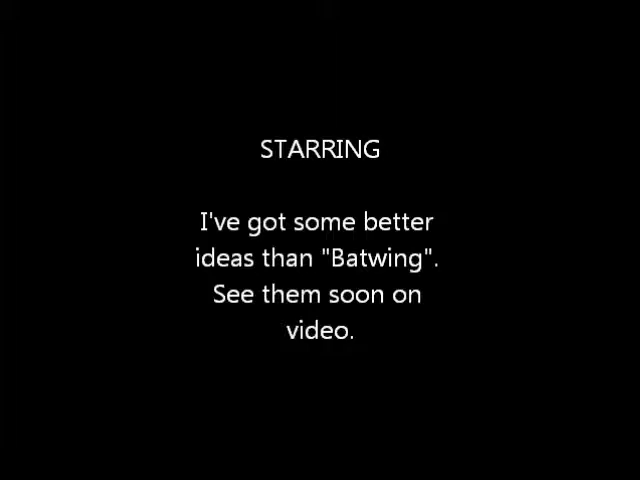 STARRING
I've got some better
ideas than "Batwing".
See them soon on
video.